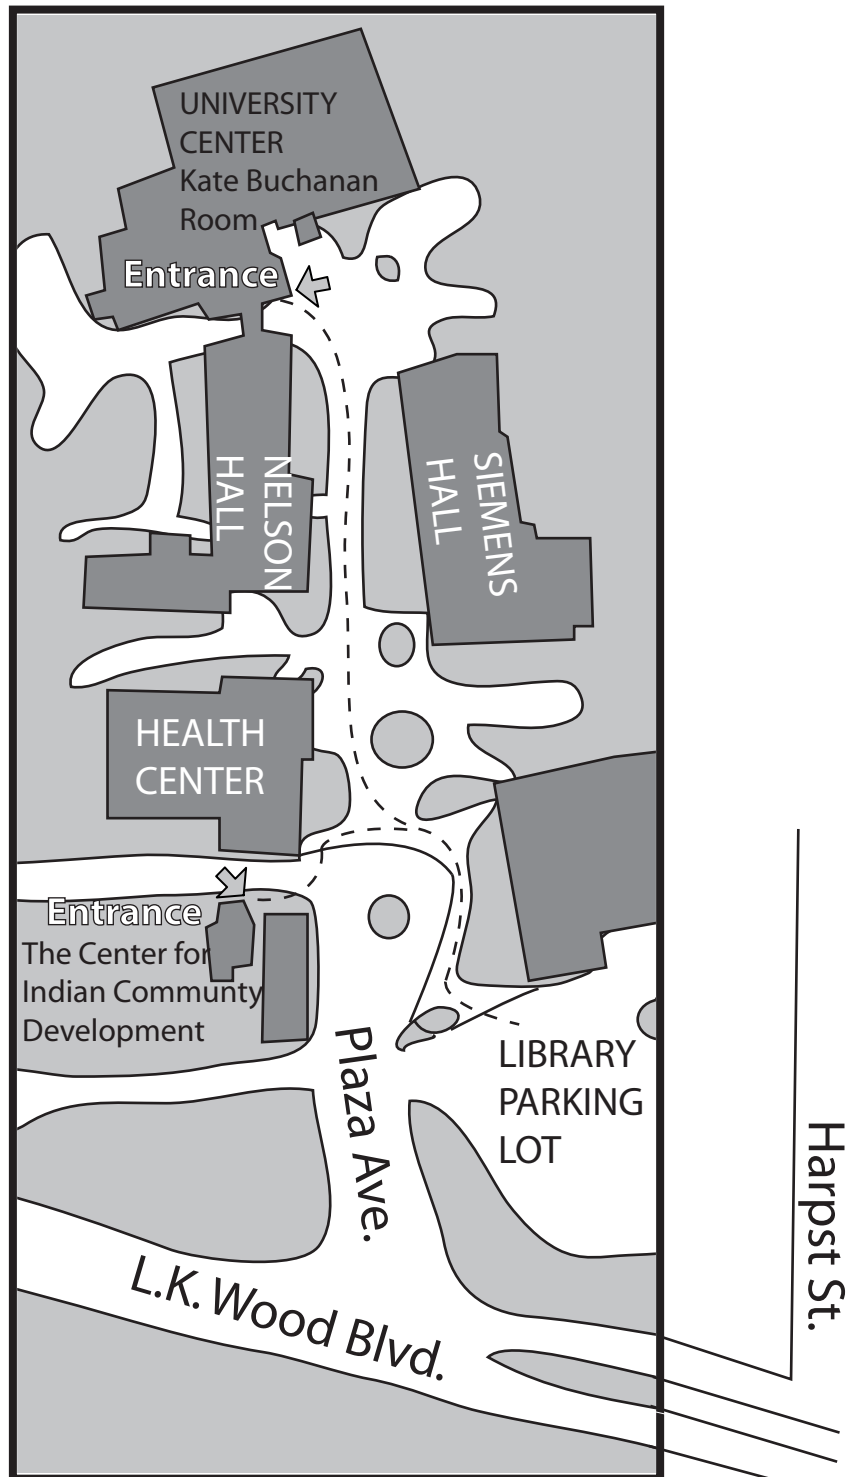 UNIVERSITY
CENTER
Kate Buchanan
Room
Entrance
NELSON
HALL
SIEMENS
HALL
HEALTH
CENTER
Entrance
The Center for
Indian Communty
Development
Plaza Ave.
LIBRARY
PARKING
LOT
Harpst St.
L.K. Wood Blvd.